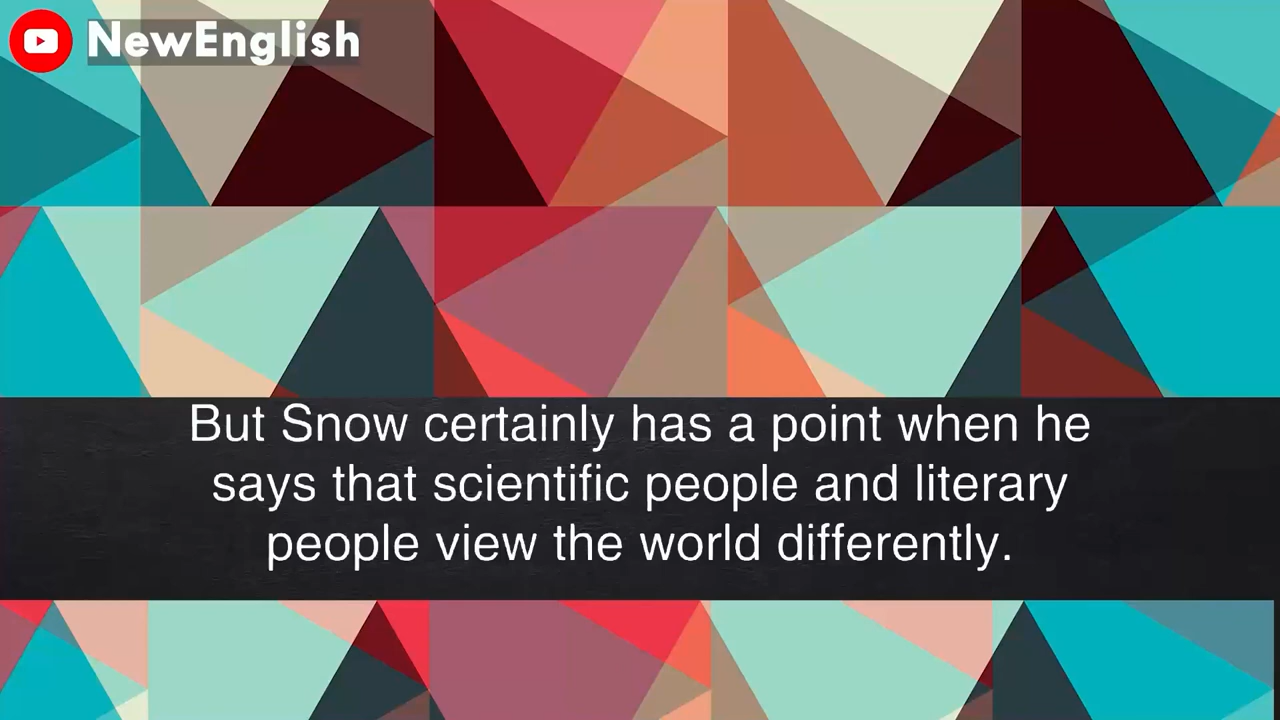 NewEnglish
But Snow certainly has a point when he
says that scientific people and literary
people view the world differently.